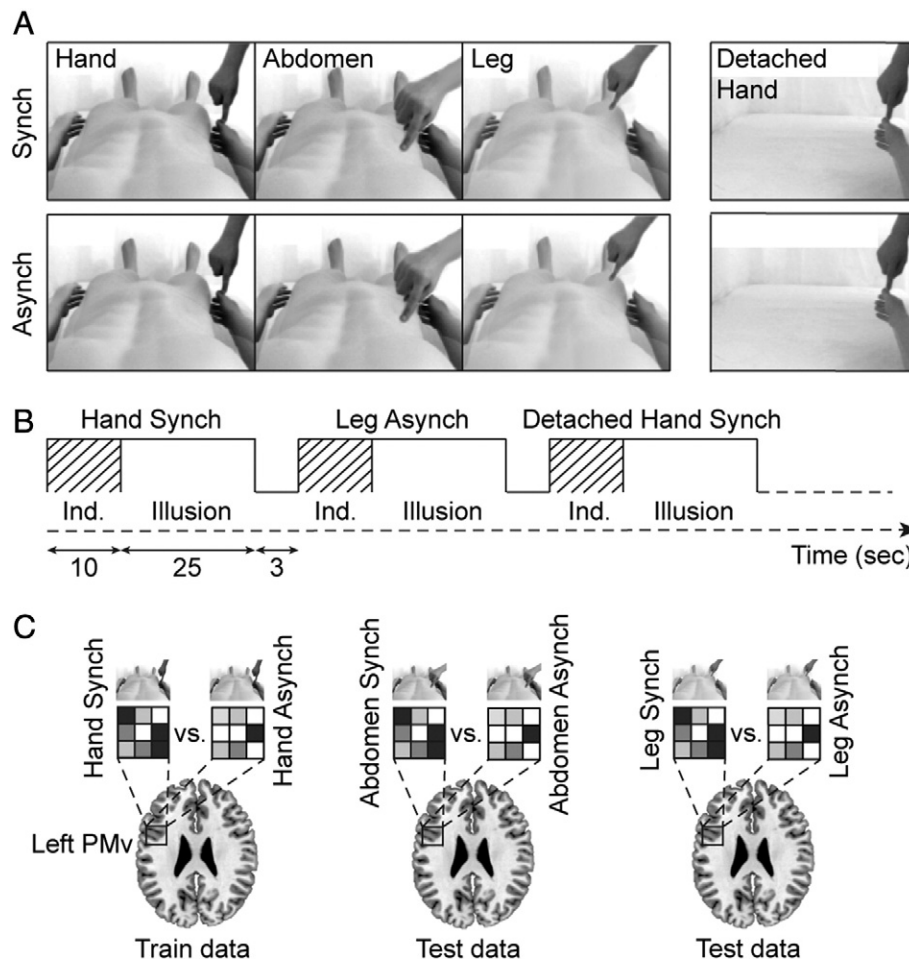 A
Hand
Abdomen
Leg
Detached
Hand
Synch
Asynch
B
Hand Synch
Leg Asynch
Detached Hand Synch
Ind.
Illusion
Ind.
Illusion
Ind.
Illusion
Time (sec)
10
25
3
C
Hand Synch
vs.
Hand Asynch
Abdomen Synch
vs.
Abdomen Asynch
Leg Synch
vs.
Leg Asynch
Left PMv
Train data
Test data
Test data